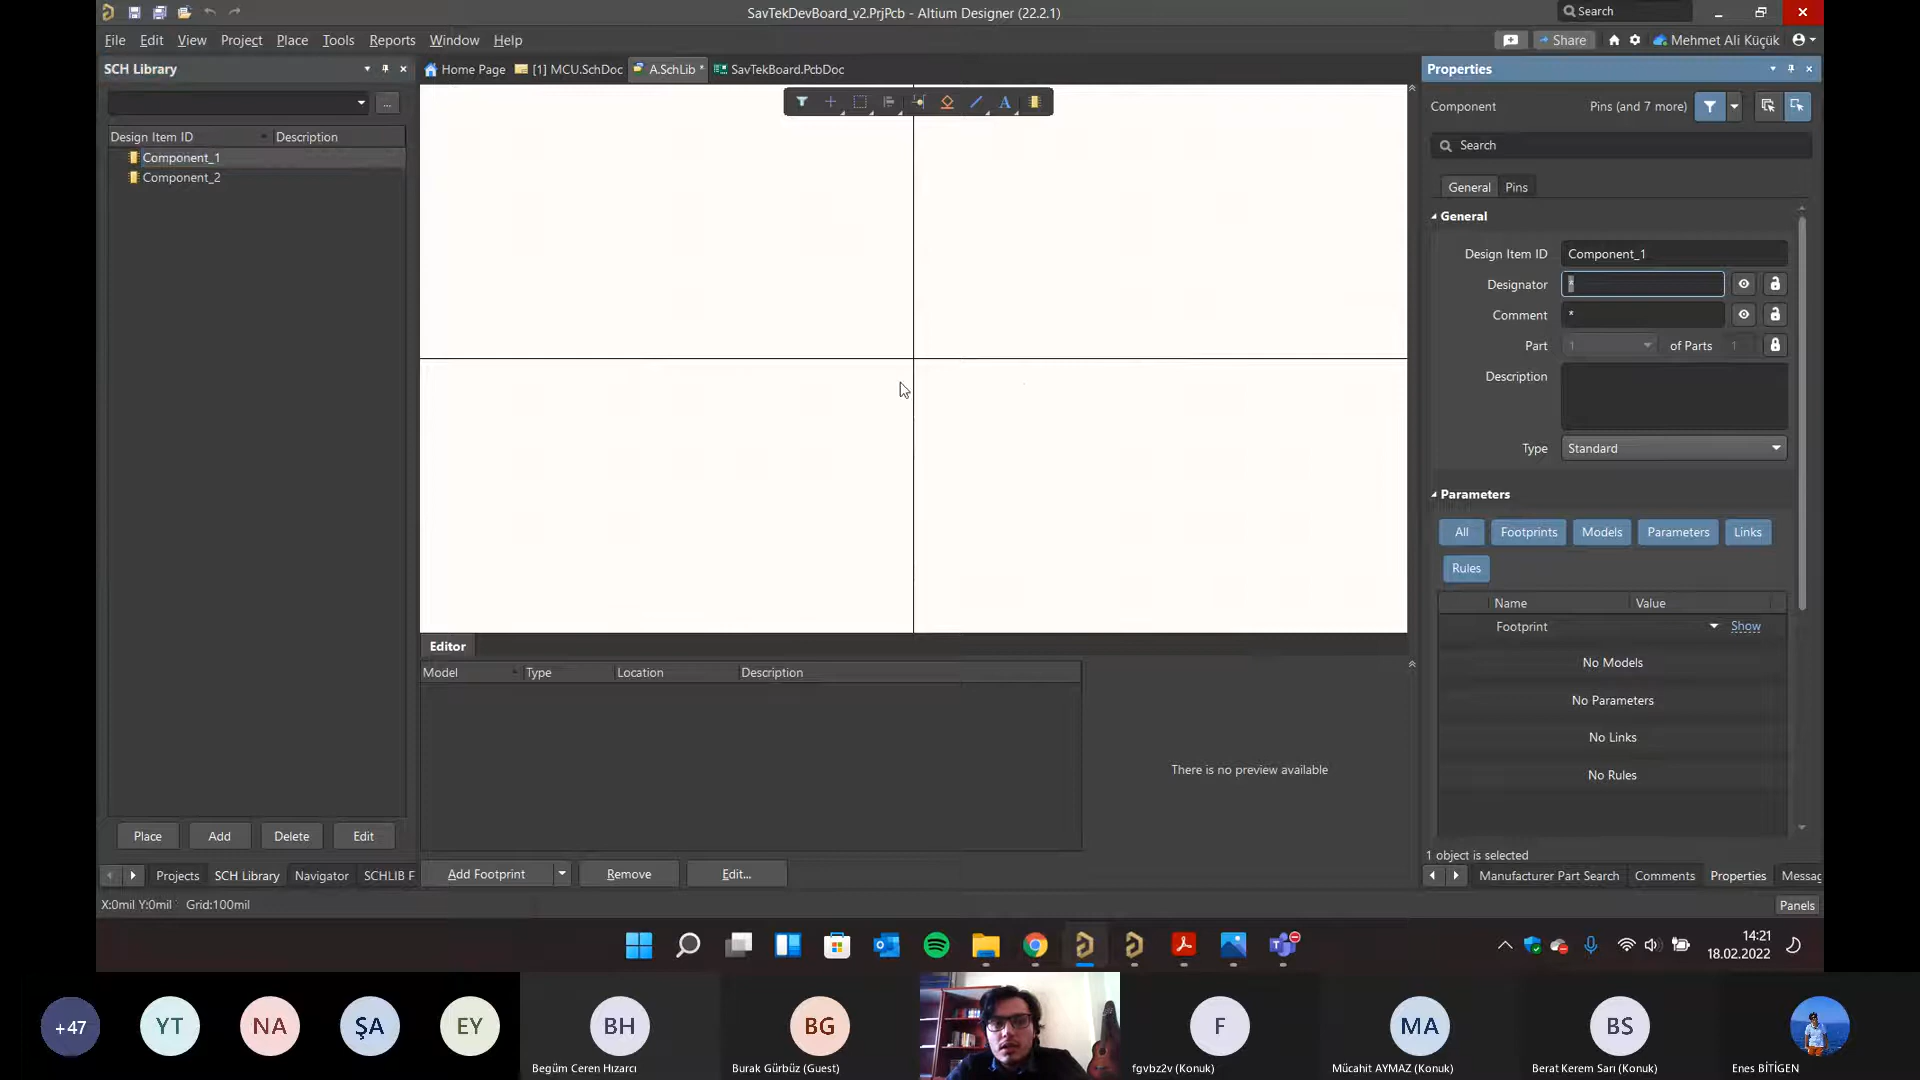 SavTekDevBoard_v2.PrjPcb - Altium Designer (22.2.1)
Search
File Edit View Project Place Tools Reports Window Help
Share
Mehmet Ali Küçük
SCH Library
Home Page
[1] MCU.SchDoc
A.SchLib *
SavTekBoard.PcbDoc
Properties
...
Component
Pins (and 7 more)
Search
Design Item ID
Description
Component_1
Component_2
General
Pins
General
Design Item ID
Component_1
Designator
*
Comment
*
Part
1
of Parts
1
Description
Type
Standard
Parameters
All
Footprints
Models
Parameters
Links
Rules
Name
Value
Footprint
Show
No Models
No Parameters
No Links
No Rules
Editor
Model
Type
Location
Description
There is no preview available
Place
Add
Delete
Edit
Add Footprint
Remove
Edit...
1 object is selected
Projects
SCH Library
Navigator
SCHLIB F
Manufacturer Part Search
Comments
Properties
Messag
X:0mil Y:0mil
Grid:100mil
Panels
14:21
18.02.2022
+47
YT
NA
ŞA
EY
BH
BG
F
MA
BS
Begüm Ceren Hızarcı
Burak Gürbüz (Guest)
fgvbz2v (Konuk)
Mücahit AYMAZ (Konuk)
Berat Kerem Sarı (Konuk)
Enes BİTİGEN